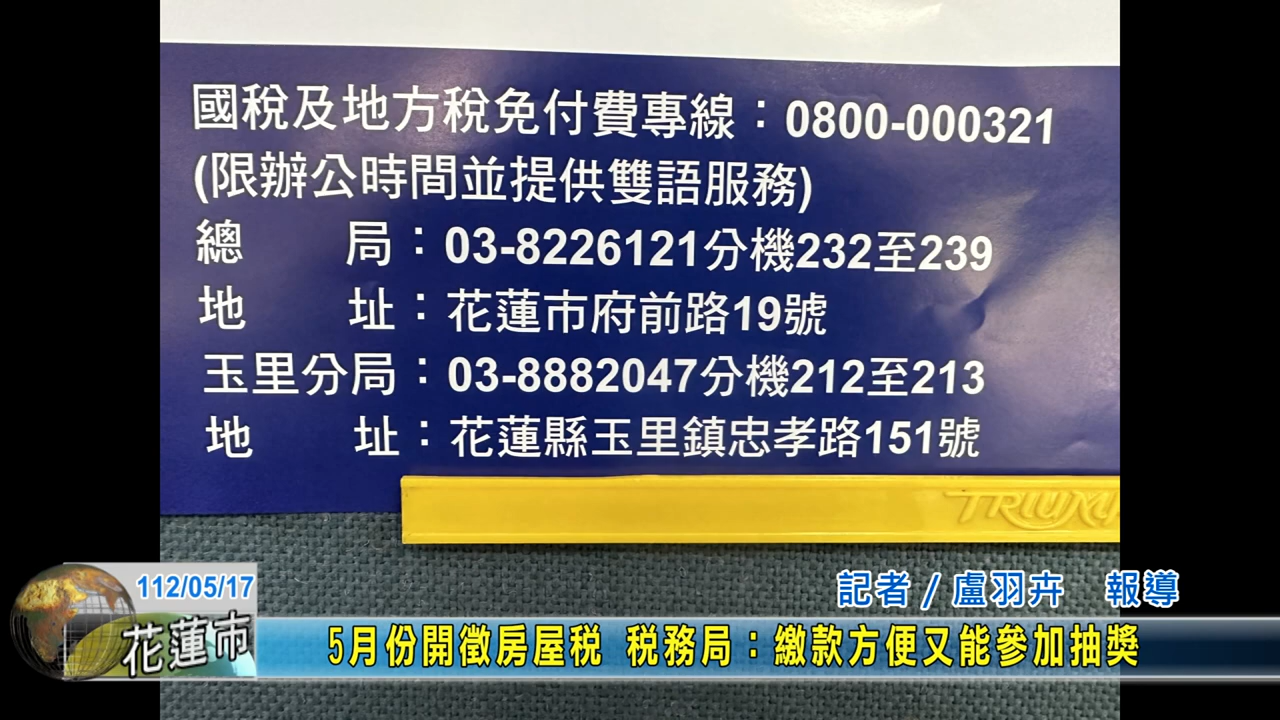 國稅及地方稅免付費專線：0800-000321
(限辦公時間並提供雙語服務)
總 局：03-8226121分機232至239
地 址：花蓮市府前路19號
玉里分局：03-8882047分機212至213
地 址：花蓮縣玉里鎮忠孝路151號
112/05/17
花蓮市
記者／盧羽卉 報導
5月份開徵房屋稅 稅務局：繳款方便又能參加抽獎